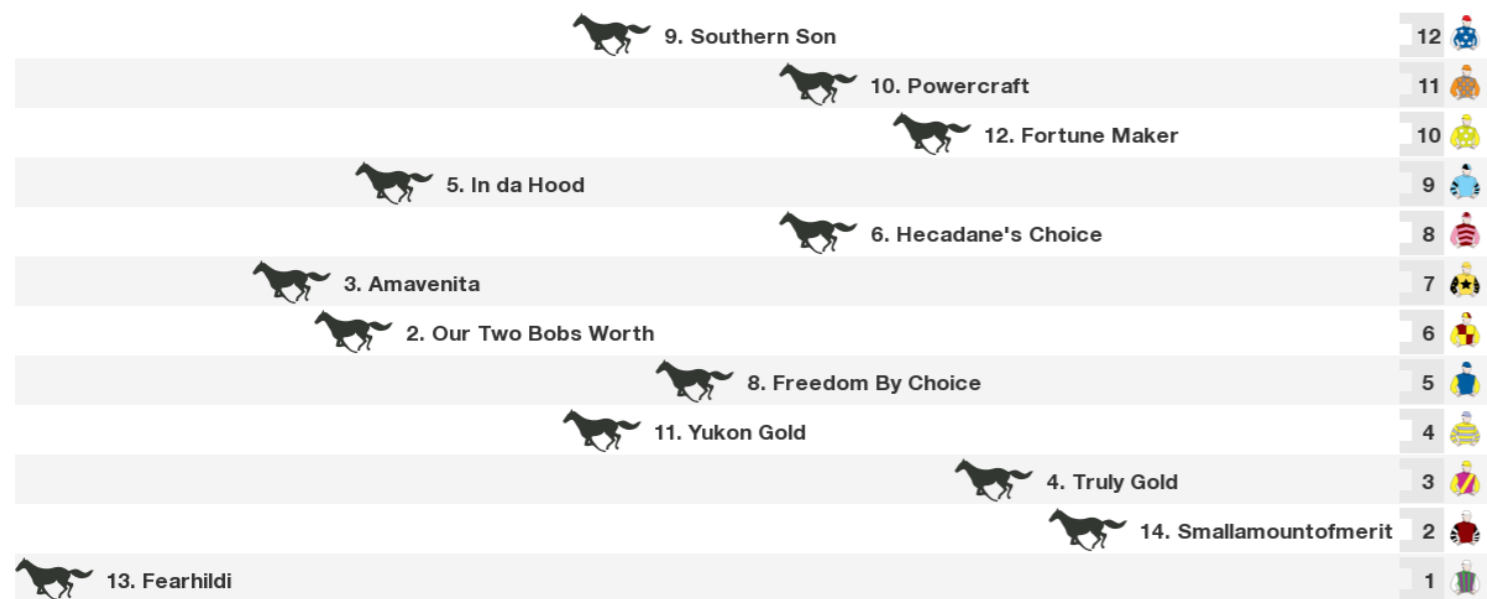 9. Southern Son 12
10. Powercraft 11
12. Fortune Maker 10
5. In da Hood 9
6. Hecadane's Choice 8
3. Amavenita 7
2. Our Two Bobs Worth 6
8. Freedom By Choice 5
11. Yukon Gold 4
4. Truly Gold 3
14. Smallamountofmerit 2
13. Fearhildi 1